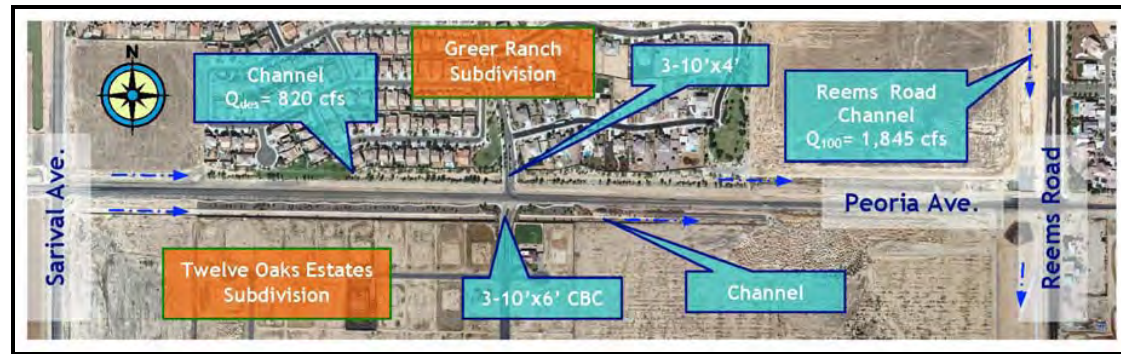 N
Channel
Qdes= 820 cfs
Greer Ranch
Subdivision
3-10'x4'
Reems Road
Channel
Q100= 1,845 cfs
Sarival Ave.
Peoria Ave.
Reems Road
Twelve Oaks Estates
Subdivision
3-10'x6' CBC
Channel